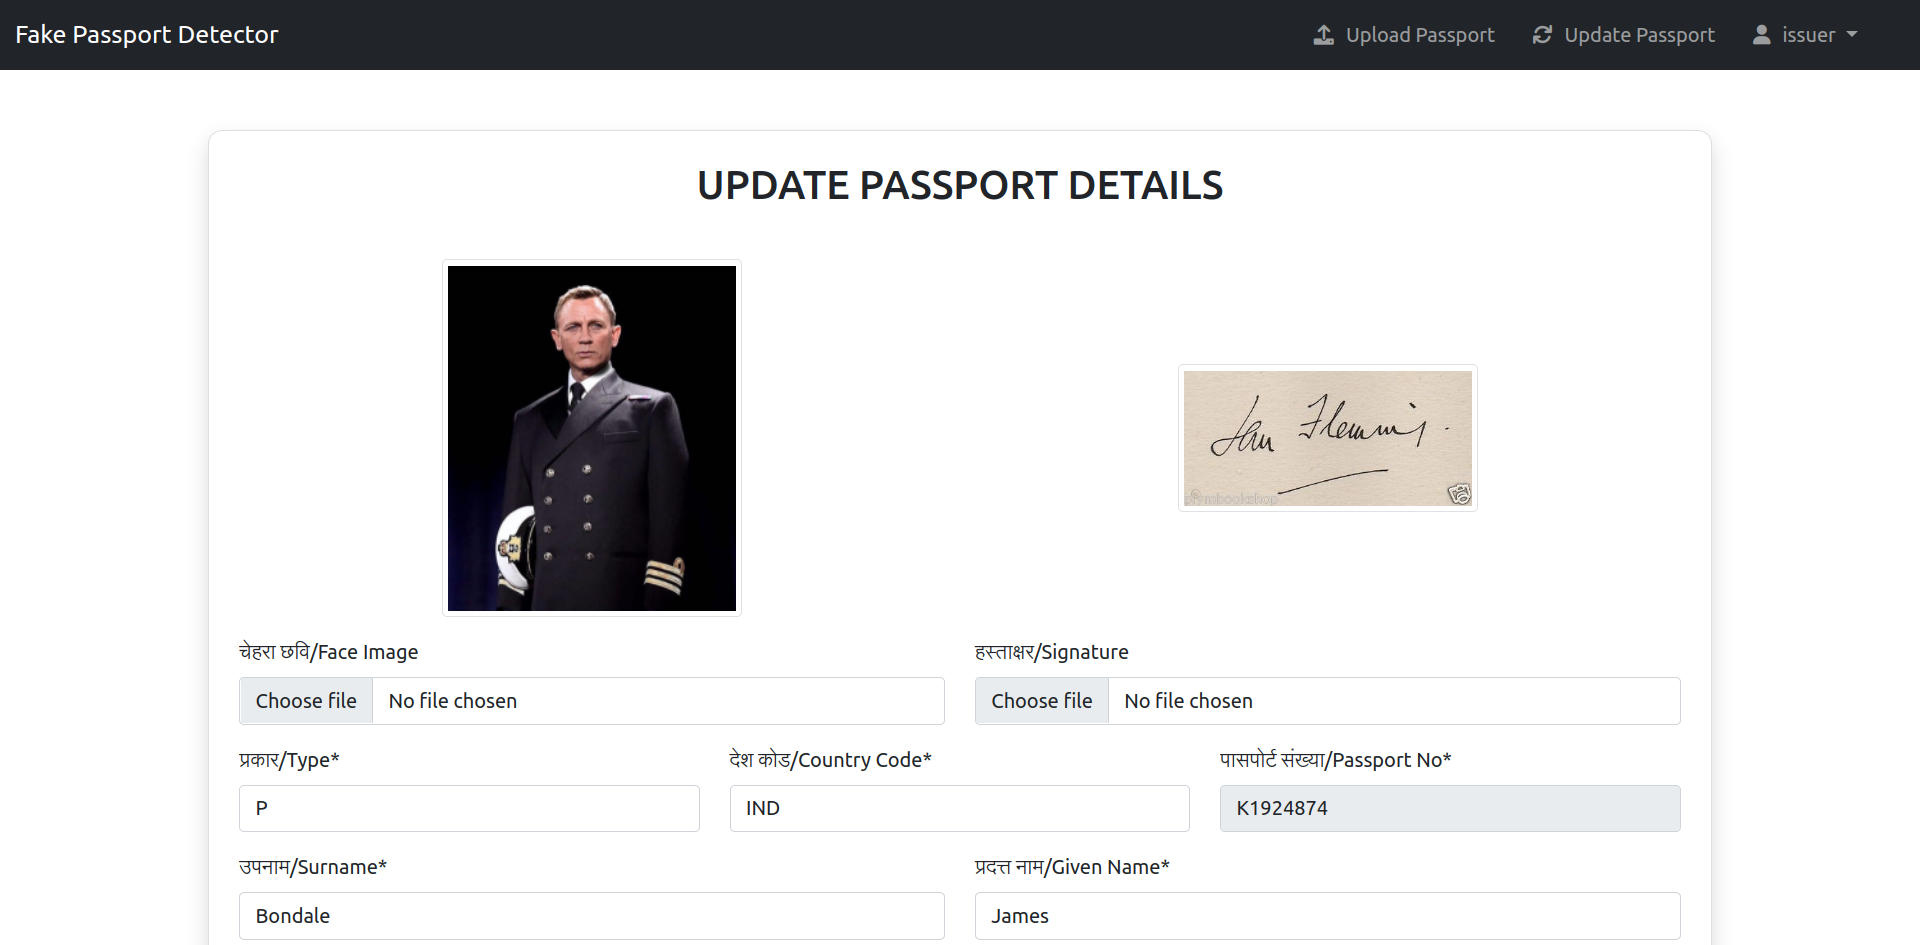 Fake Passport Detector
Upload Passport
Update Passport
issuer
UPDATE PASSPORT DETAILS
Ian Fleming.
चेहरा छवि/Face Image
हस्ताक्षर/Signature
Choose file No file chosen
Choose file No file chosen
प्रकार/Type*
देश कोड/Country Code*
पासपोर्ट संख्या/Passport No*
P
IND
K1924874
उपनाम/Surname*
प्रदत्त नाम/Given Name*
Bondale
James